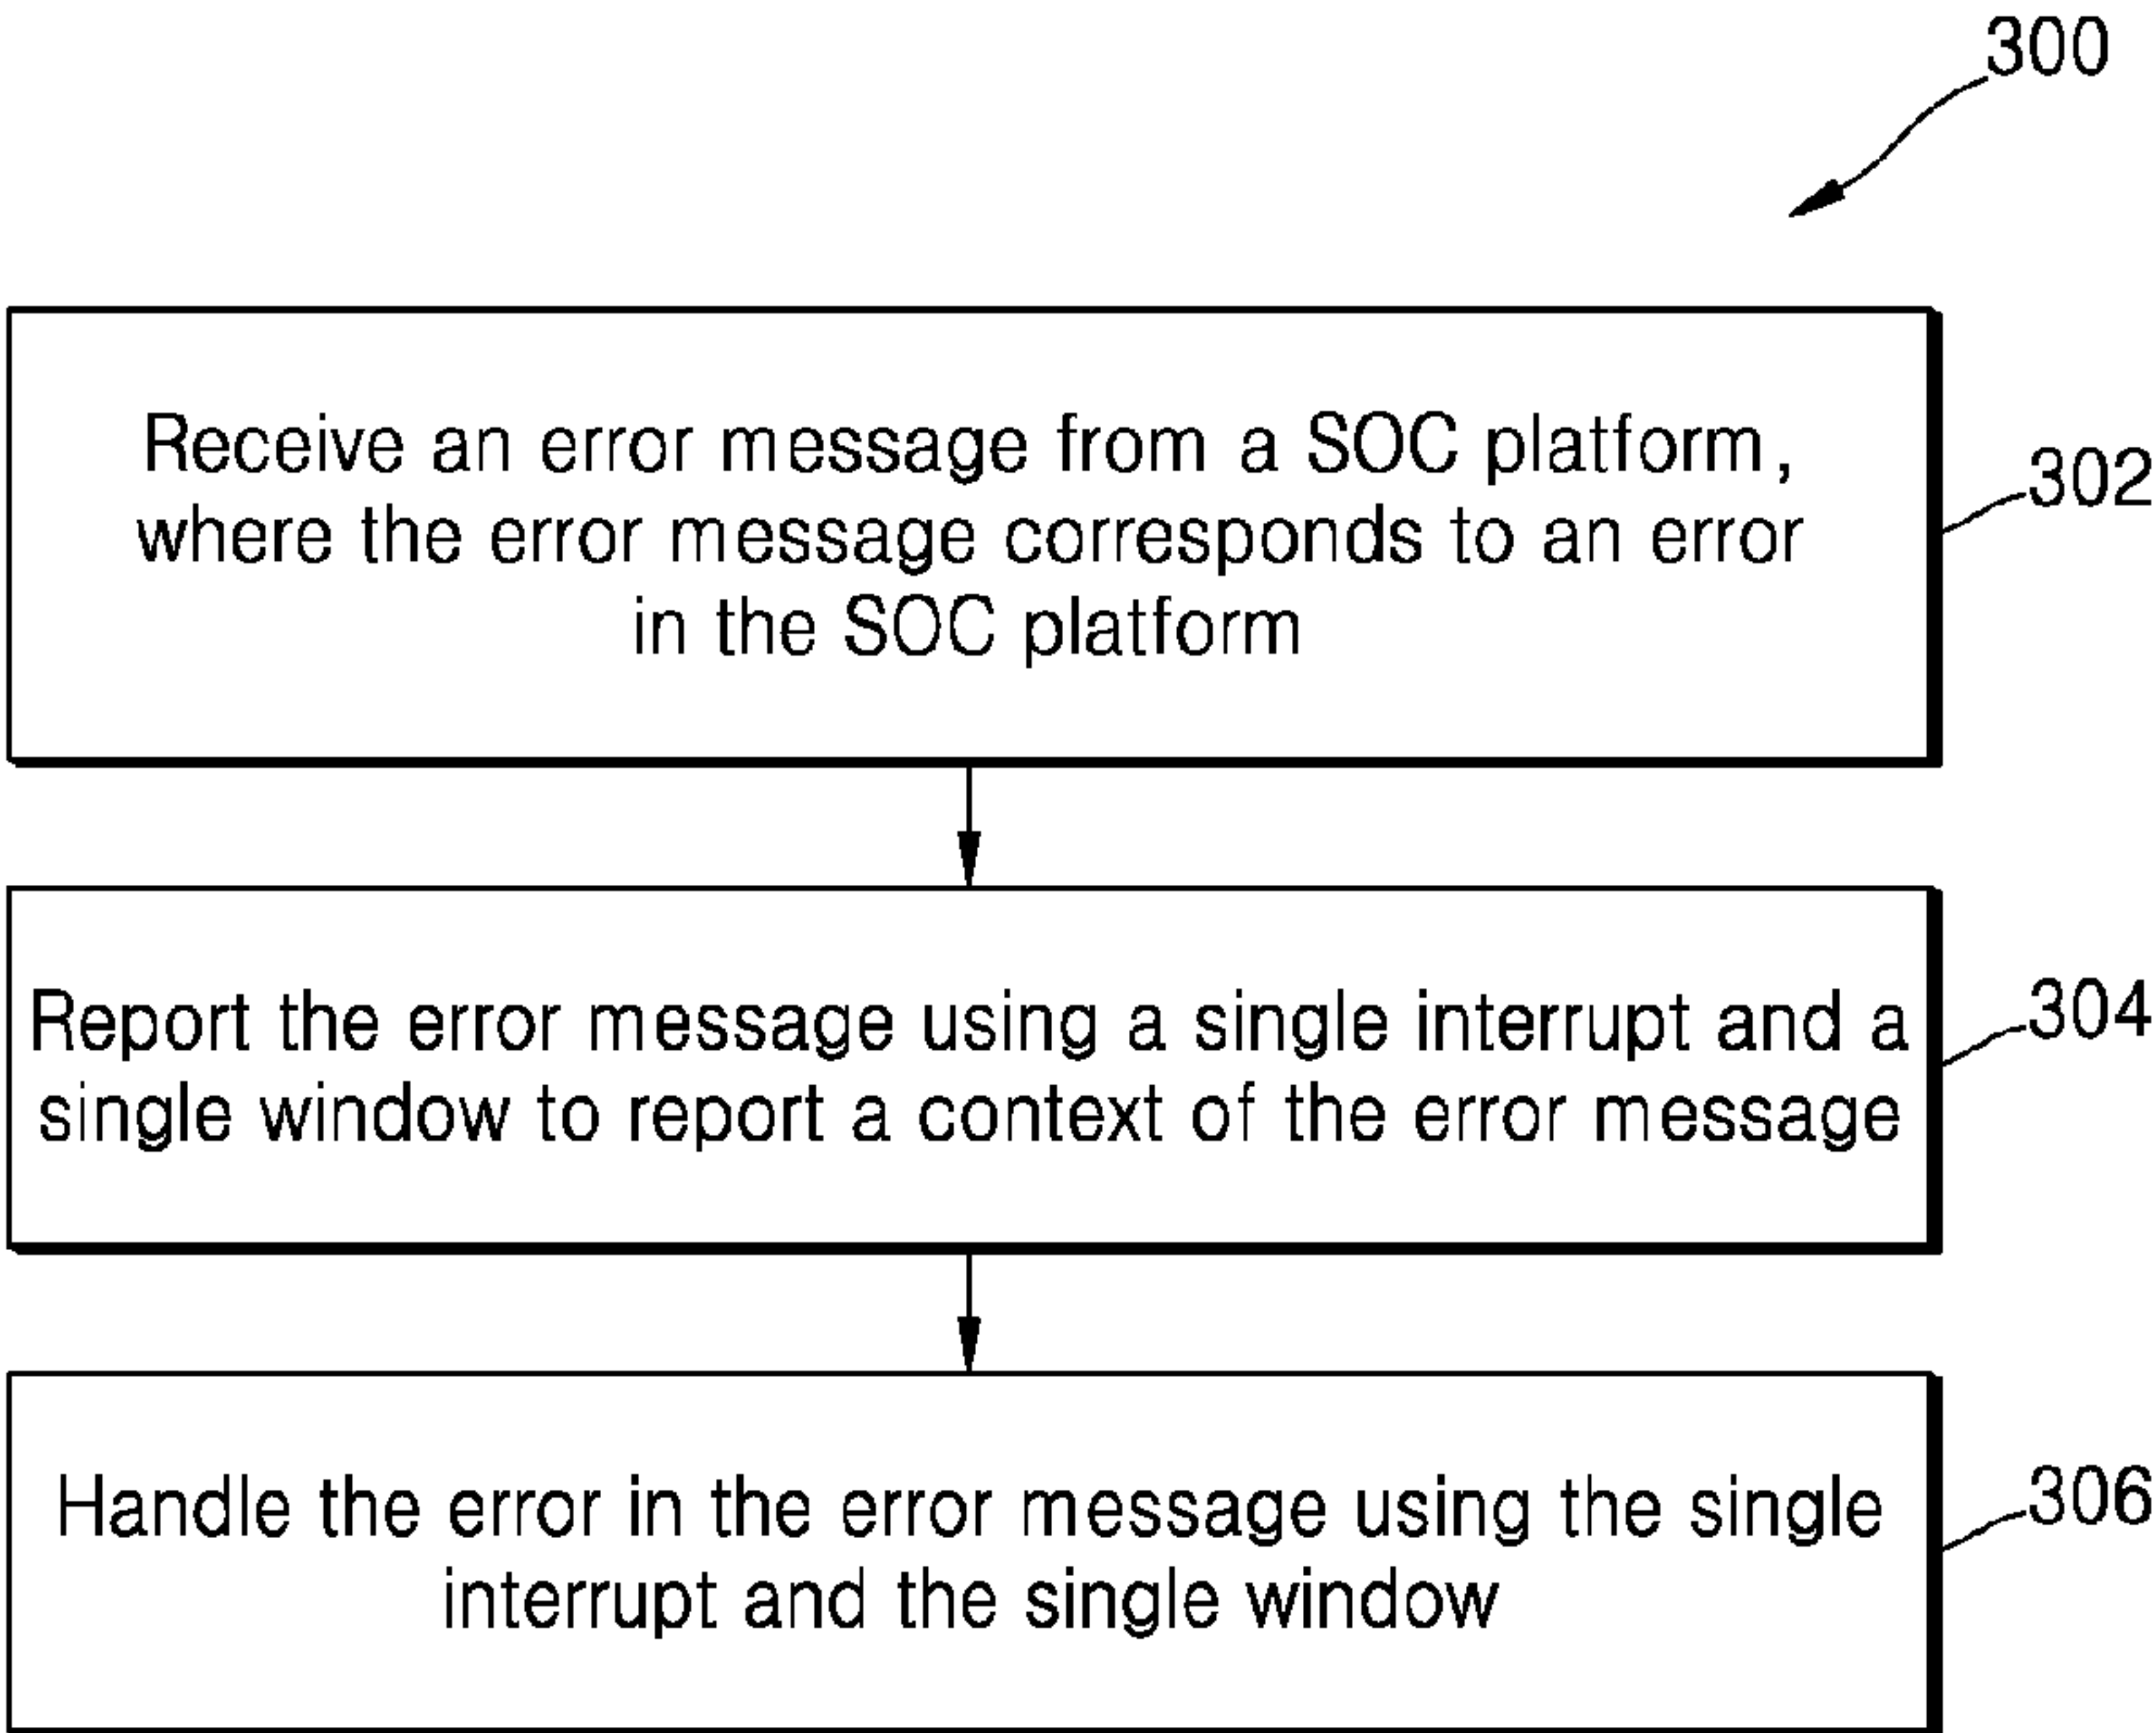 300
Receive an error message from a SOC platform,
where the error message corresponds to an error
in the SOC platform
302
Report the error message using a single interrupt and a
single window to report a context of the error message
304
Handle the error in the error message using the single
interrupt and the single window
306